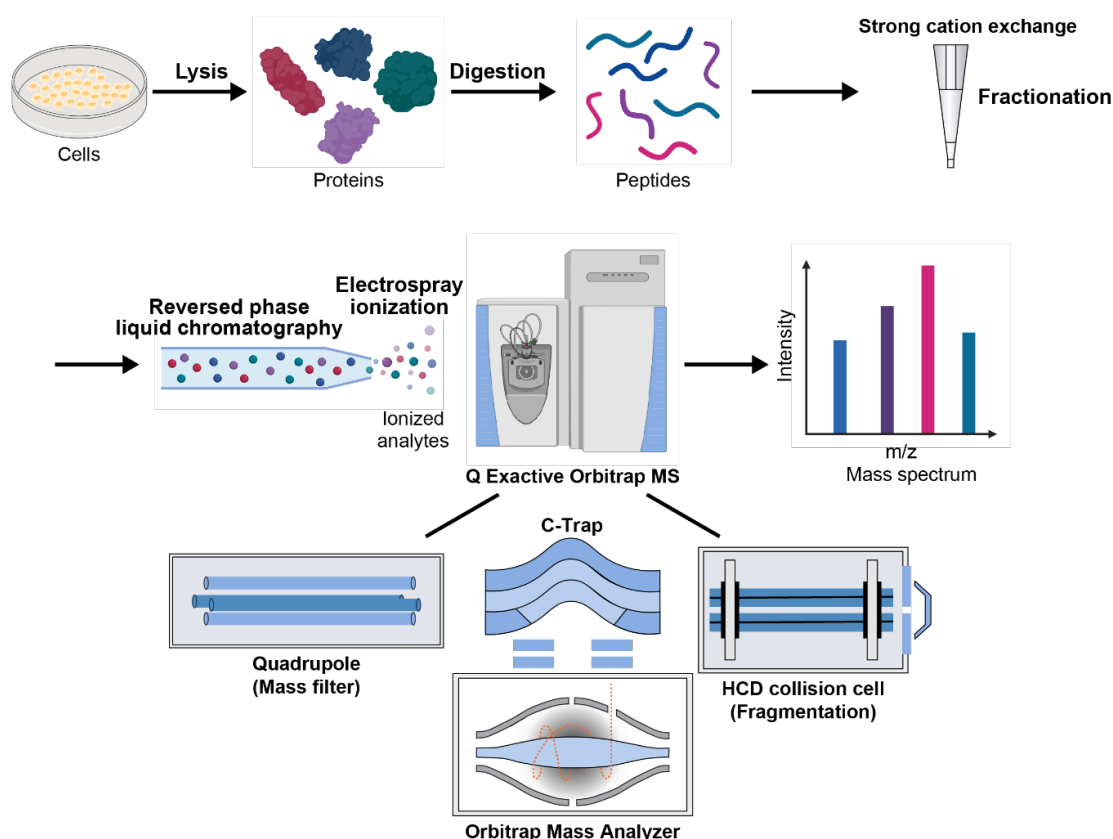 Strong cation exchange
Lysis
Digestion
Fractionation
Cells
Proteins
Peptides
Electrospray
ionization
Reversed phase
liquid chromatography
Ionized
analytes
Q Exactive Orbitrap MS
Intensity
m/z
Mass spectrum
C-Trap
Quadrupole
(Mass filter)
HCD collision cell
(Fragmentation)
Orbitrap Mass Analyzer